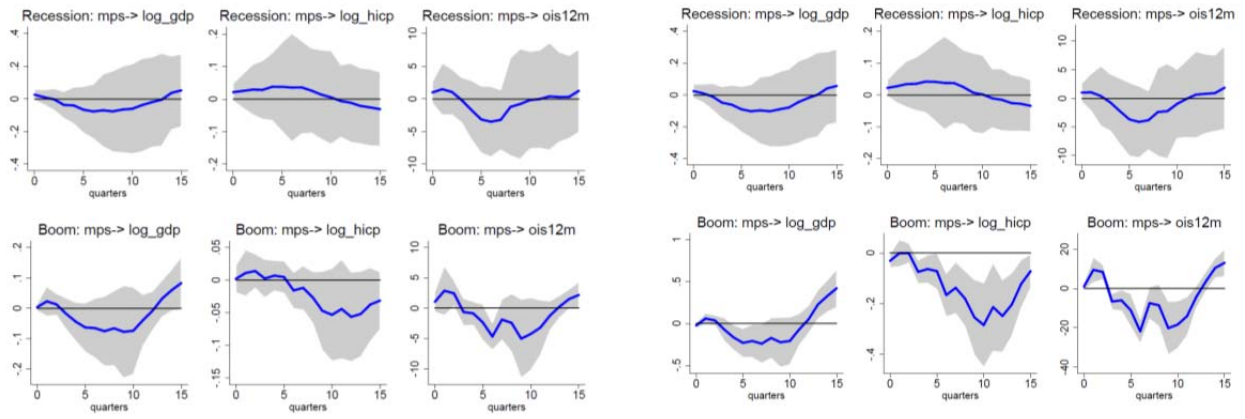 Recession: mps-> log_gdp
.4
.2
0
-.2
-.4
0 5 10 15
quarters
Recession: mps-> log_hicp
.2
.1
0
-.1
-.2
0 5 10 15
quarters
Recession: mps-> ois12m
10
5
0
-5
-10
0 5 10 15
quarters
Recession: mps-> log_gdp
.4
.2
0
-.2
-.4
0 5 10 15
quarters
Recession: mps-> log_hicp
.2
.1
0
-.1
-.2
0 5 10 15
quarters
Recession: mps-> ois12m
10
5
0
-5
-10
0 5 10 15
quarters
Boom: mps-> log_gdp
.2
.1
0
-.1
-.2
0 5 10 15
quarters
Boom: mps-> log_hicp
.05
0
-.05
-.1
-.15
0 5 10 15
quarters
Boom: mps-> ois12m
10
5
0
-5
-10
0 5 10 15
quarters
Boom: mps-> log_gdp
1
.5
0
-.5
0 5 10 15
quarters
Boom: mps-> log_hicp
0
-.2
-.4
0 5 10 15
quarters
Boom: mps-> ois12m
20
0
-20
-40
0 5 10 15
quarters